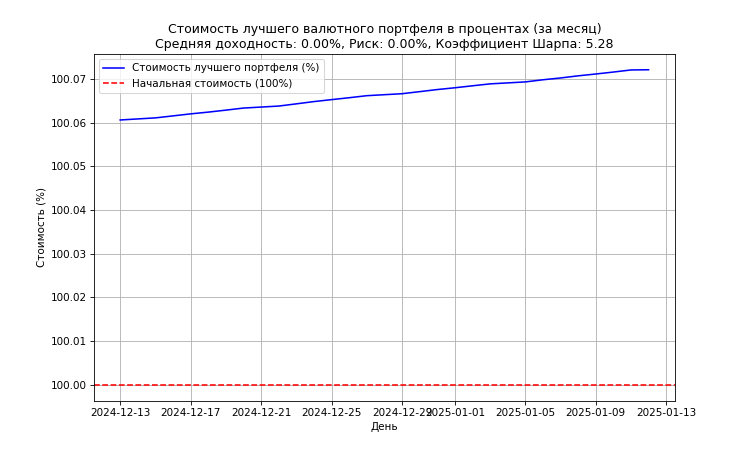 Стоимость лучшего валютного портфеля в процентах (за месяц)
Средняя доходность: 0.00%, Риск: 0.00%, Коэффициент Шарпа: 5.28
Стоимость лучшего портфеля (%)
Начальная стоимость (100%)
Стоимость (%)
100.07
100.06
100.05
100.04
100.03
100.02
100.01
100.00
2024-12-13 2024-12-17 2024-12-21 2024-12-25 2024-12-29 2025-01-01 2025-01-05 2025-01-09 2025-01-13
День